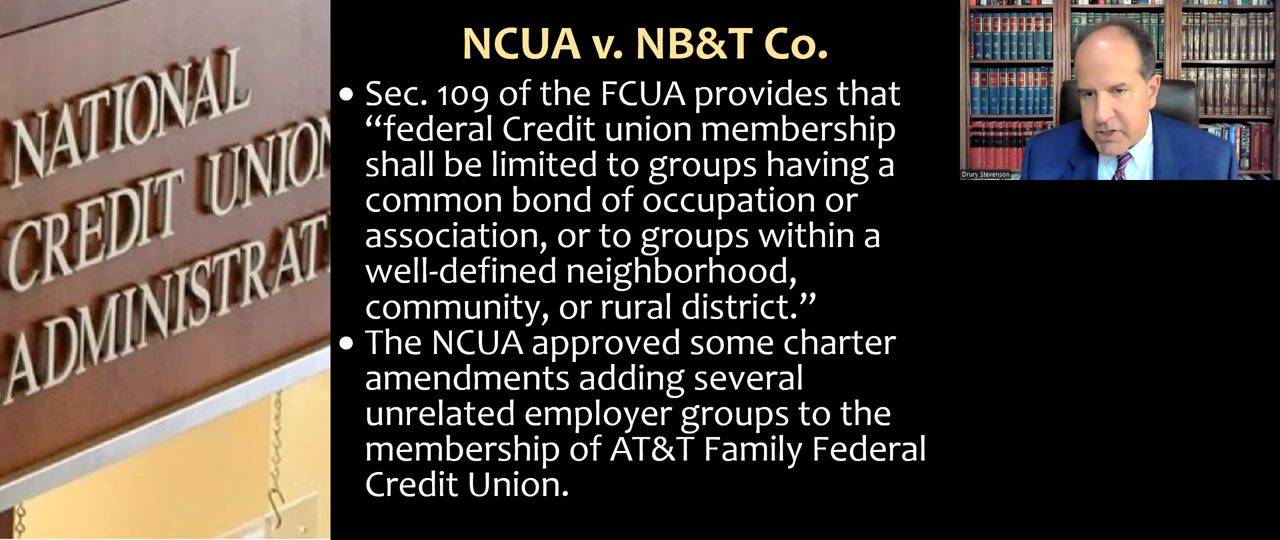 NATIONAL
CREDIT UNION
ADMINISTRAT
NCUA v. NB&T Co.
• Sec. 109 of the FCUA provides that
“federal Credit union membership
shall be limited to groups having a
common bond of occupation or
association, or to groups within a
well-defined neighborhood,
community, or rural district.”
• The NCUA approved some charter
amendments adding several
unrelated employer groups to the
membership of AT&T Family Federal
Credit Union.
Drury Stevenson